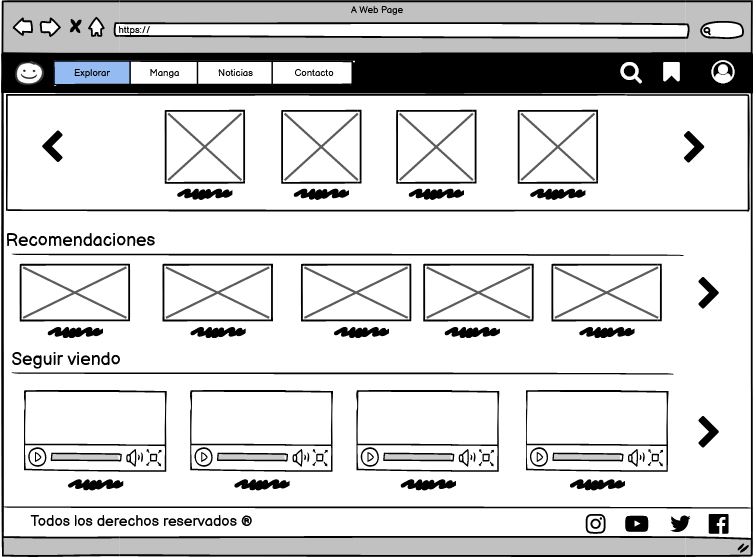 A Web Page
https://
Explorar Manga Noticias Contacto
Recomendaciones
Seguir viendo
Todos los derechos reservados ®